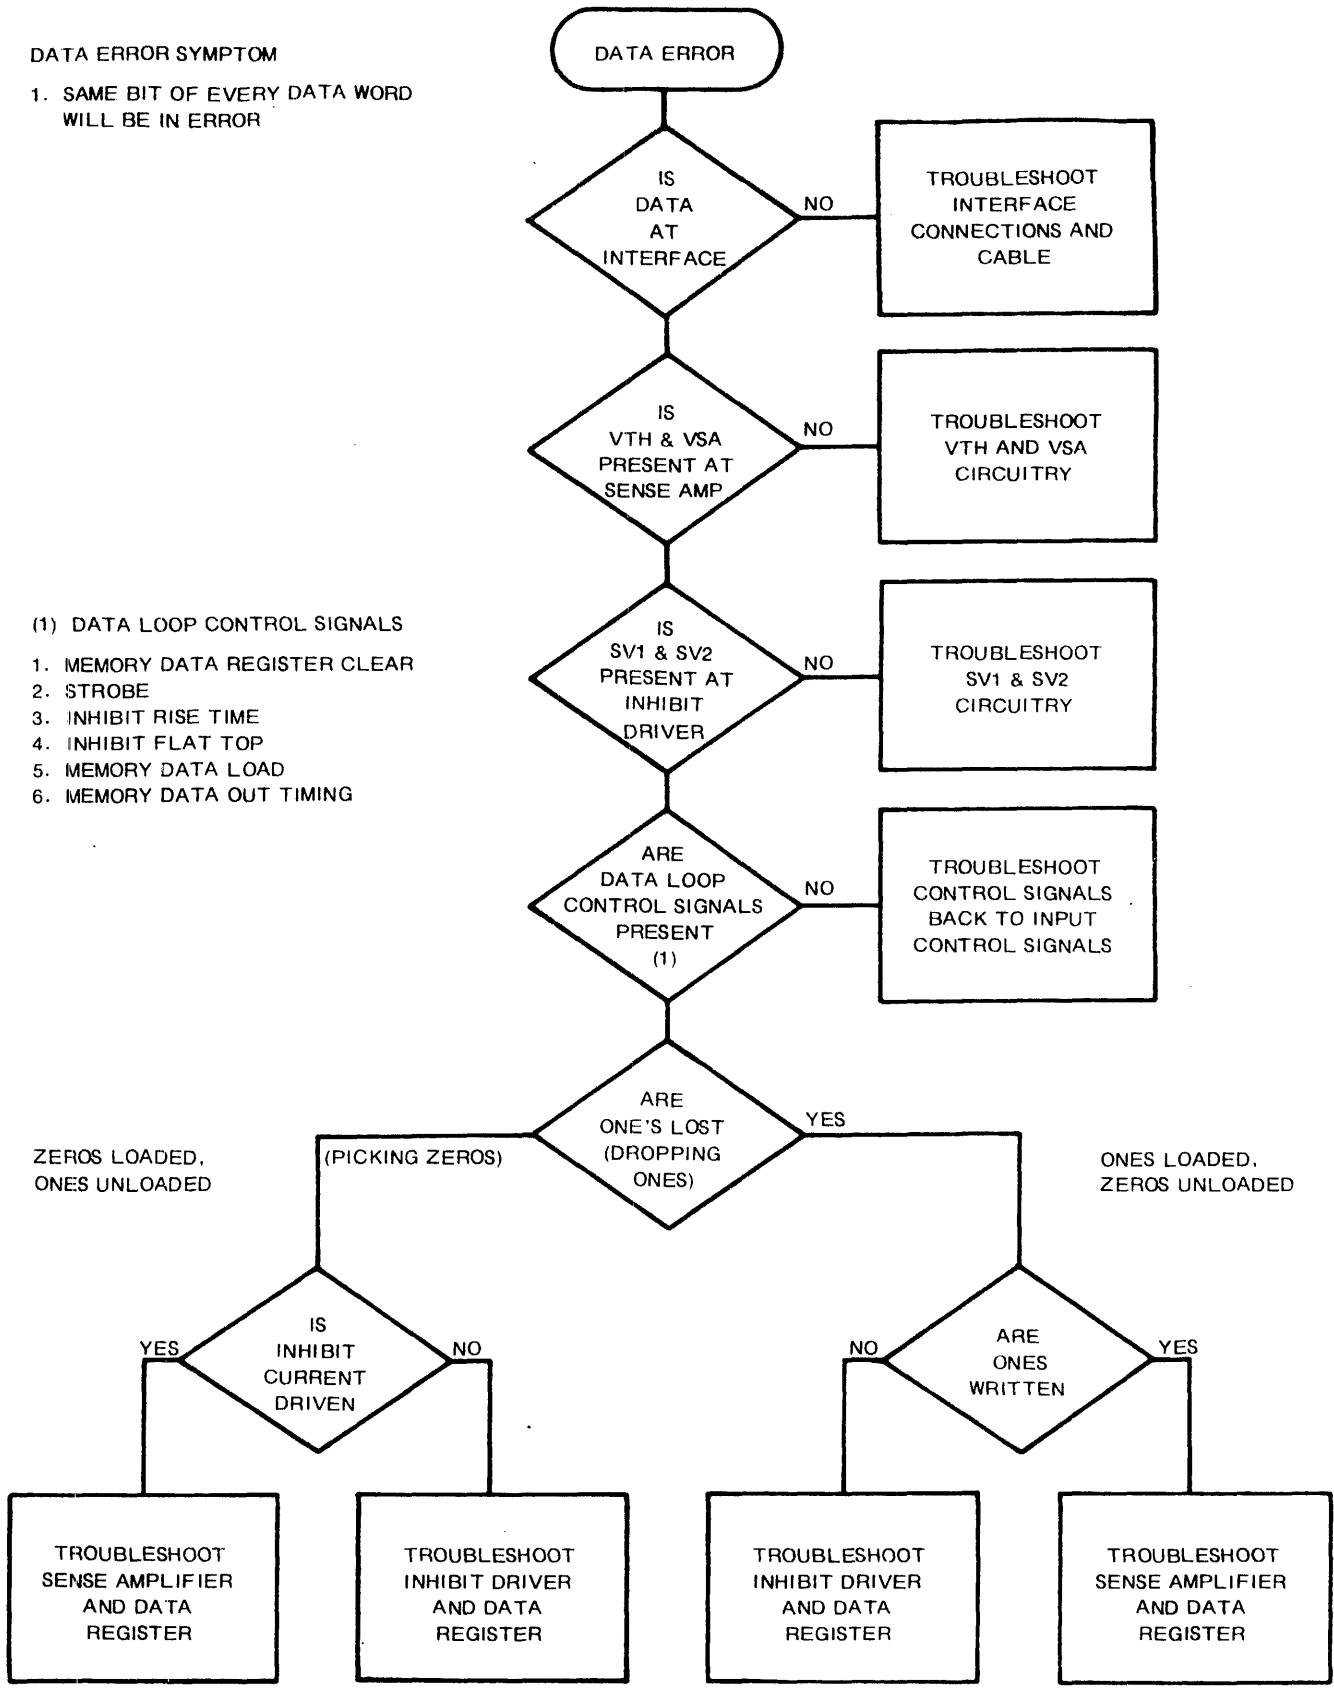 DATA ERROR SYMPTOM
1. SAME BIT OF EVERY DATA WORD
WILL BE IN ERROR
DATA ERROR
IS
DATA
AT
INTERFACE
NO
TROUBLESHOOT
INTERFACE
CONNECTIONS AND
CABLE
IS
VTH & VSA
PRESENT AT
SENSE AMP
NO
TROUBLESHOOT
VTH AND VSA
CIRCUITRY
(1) DATA LOOP CONTROL SIGNALS
1. MEMORY DATA REGISTER CLEAR
2. STROBE
3. INHIBIT RISE TIME
4. INHIBIT FLAT TOP
5. MEMORY DATA LOAD
6. MEMORY DATA OUT TIMING
IS
SV1 & SV2
PRESENT AT
INHIBIT
DRIVER
NO
TROUBLESHOOT
SV1 & SV2
CIRCUITRY
ARE
DATA LOOP
CONTROL SIGNALS
PRESENT
(1)
NO
TROUBLESHOOT
CONTROL SIGNALS
BACK TO INPUT
CONTROL SIGNALS
ARE
ONE'S LOST
(DROPPING
ONES)
YES
(PICKING ZEROS)
ZEROS LOADED,
ONES UNLOADED
ONES LOADED,
ZEROS UNLOADED
IS
INHIBIT
CURRENT
DRIVEN
YES
NO
ARE
ONES
WRITTEN
NO
YES
TROUBLESHOOT
SENSE AMPLIFIER
AND DATA
REGISTER
TROUBLESHOOT
INHIBIT DRIVER
AND DATA
REGISTER
TROUBLESHOOT
INHIBIT DRIVER
AND DATA
REGISTER
TROUBLESHOOT
SENSE AMPLIFIER
AND DATA
REGISTER